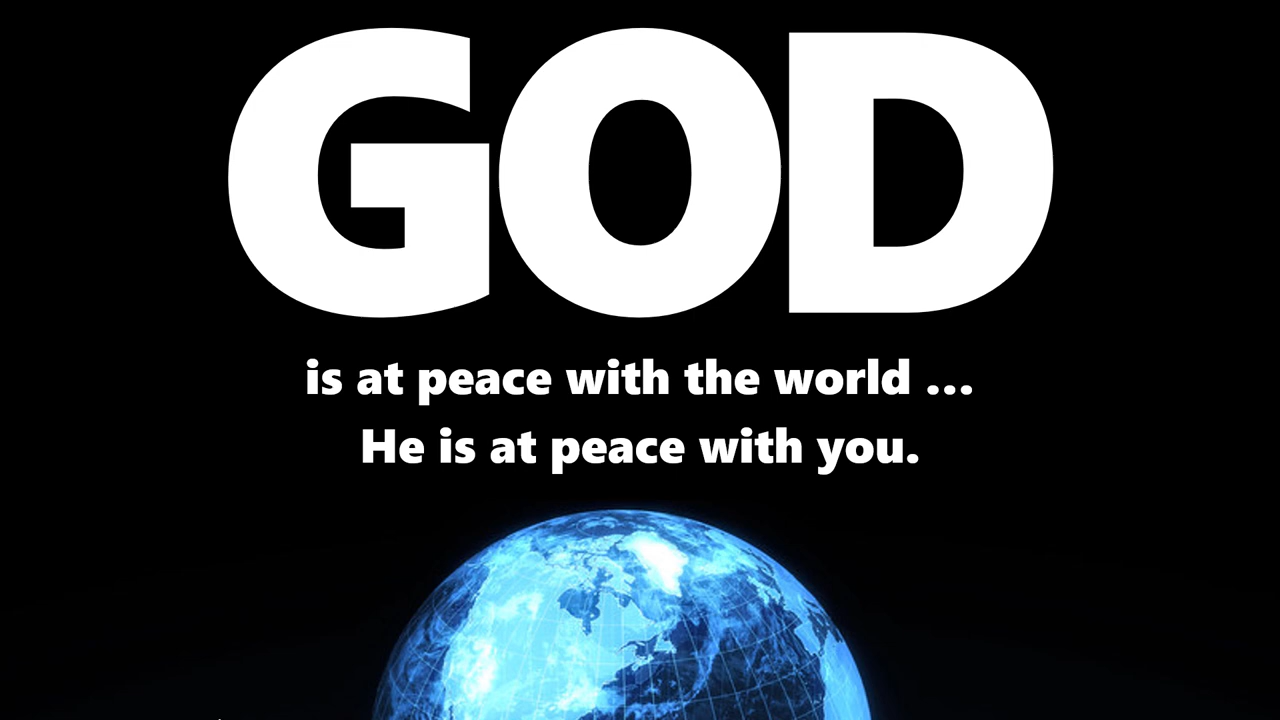 GOD
is at peace with the world ...
He is at peace with you.